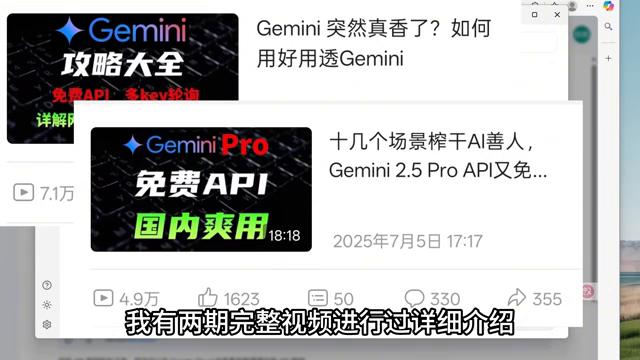 Gemini
攻略大全
免费API 多key轮询
Gemini 突然真香了？如何
用好用透Gemini
7.1万
Gemini Pro
免费API
国内爽用
18:18
十几个场景榨干AI善人，
Gemini 2.5 Pro API又免...
2025年7月5日 17:17
4.9万
1623
50
330
355
我有两期完整视频进行过详细介绍